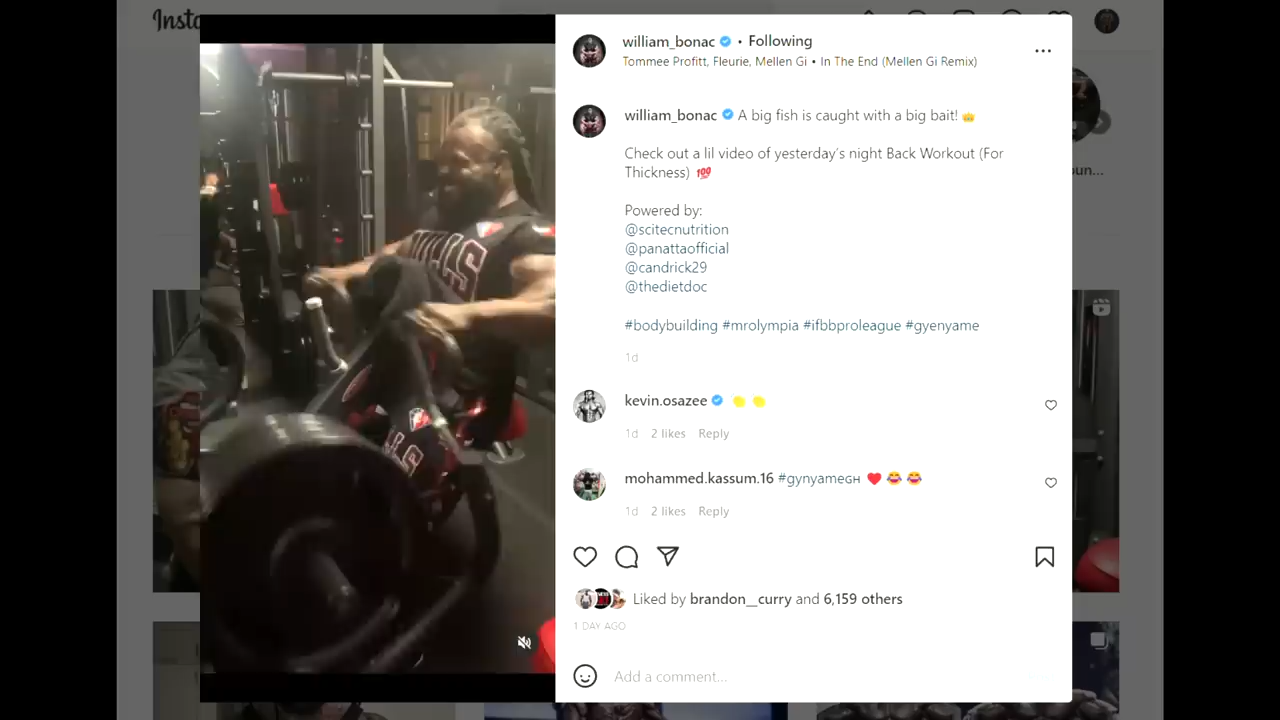 Insta
william_bonac • Following
Tommee Profitt, Fleurie, Mellen Gi • In The End (Mellen Gi Remix)
william_bonac A big fish is caught with a big bait! 👑
Check out a lil video of yesterday's night Back Workout (For
Thickness) 💯
Powered by:
@scitecnutrition
@panattaofficial
@candrick29
@thedietdoc
#bodybuilding #mrolympia #ifbbproleague #gyenyame
1d
kevin.osazee 👏 👏
1d 2 likes Reply
mohammed.kassum.16 #gynyameɢʜ ❤️ 😂 😂
1d 2 likes Reply
Liked by brandon__curry and 6,159 others
1 DAY AGO
Add a comment...
oun...